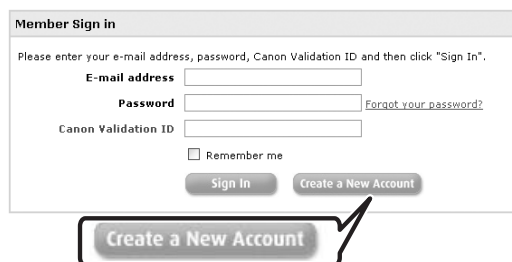 Member Sign in
Please enter your e-mail address, password, Canon Validation ID and then click "Sign In".
E-mail address
Password Forgot your password?
Canon Validation ID
Remember me
Sign In Create a New Account
Create a New Account